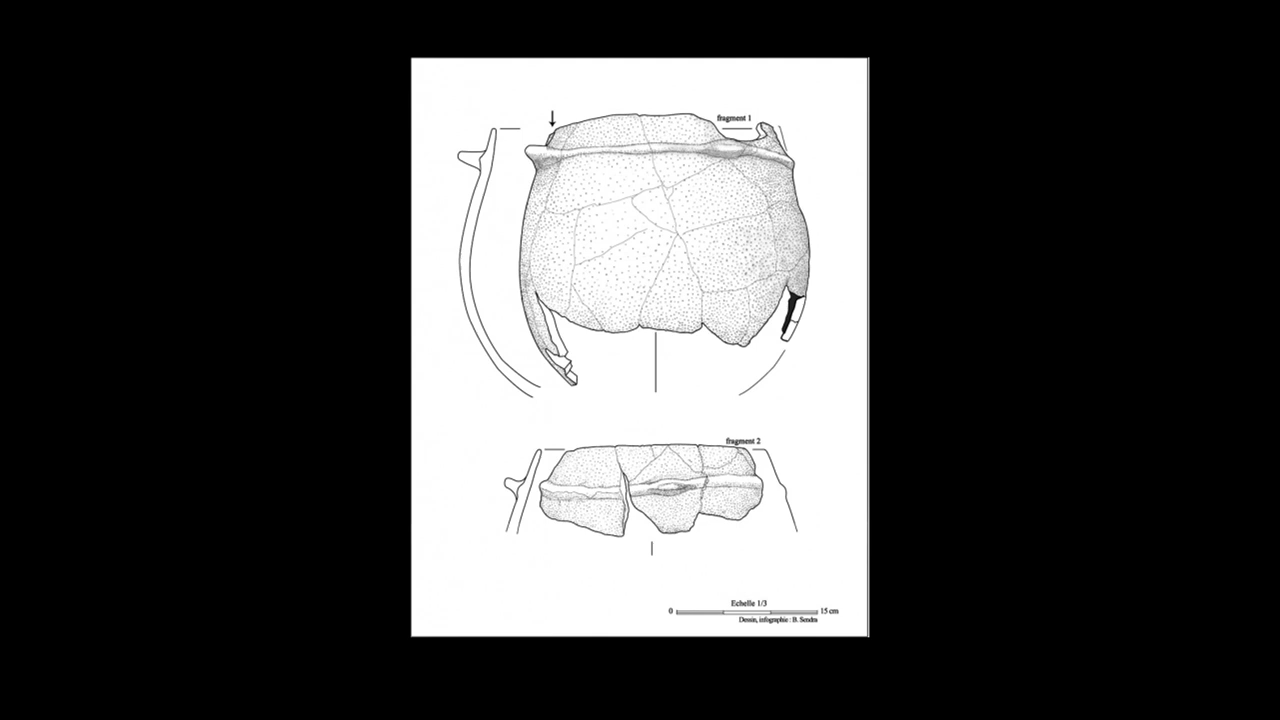 fragment 1
fragment 2
Echelle 1/3
0 15 cm
Dessin, infographie : B. Sendra